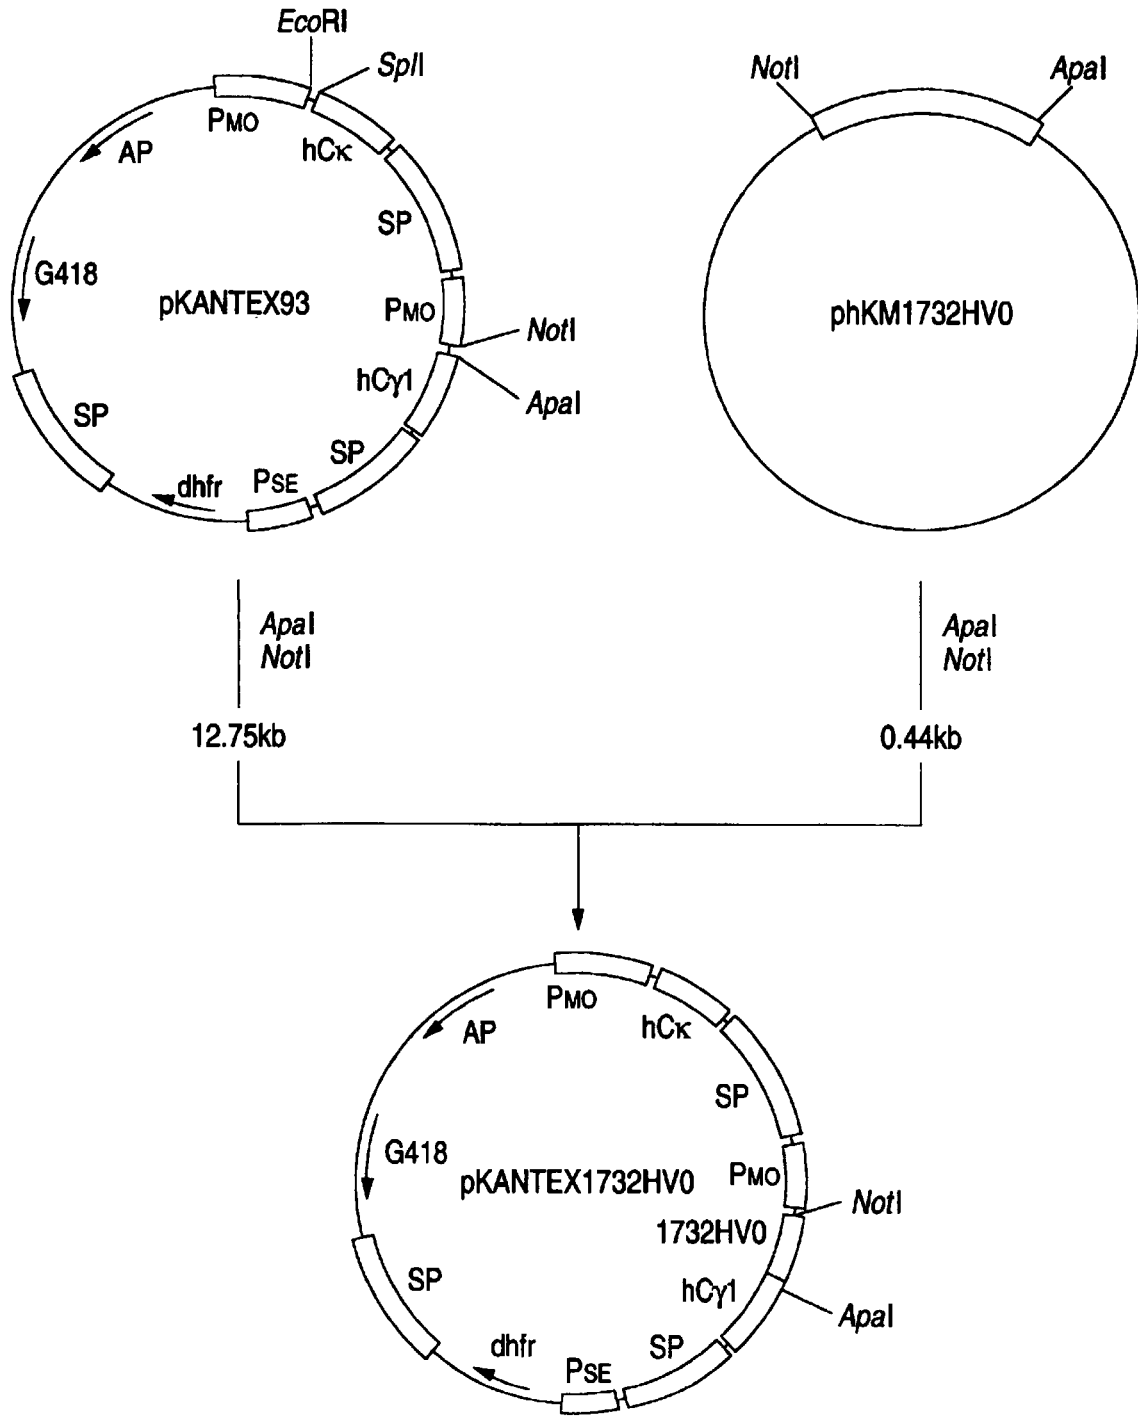 EcoRI
SplI
NotI
ApaI
PMO
hCκ
AP
SP
G418
pKANTEX93
PMO
NotI
hCγ1
ApaI
SP
SP
PSE
dhfr
phKM1732HV0
ApaI
NotI
ApaI
NotI
12.75kb
0.44kb
PMO
hCκ
AP
SP
G418
pKANTEX1732HV0
PMO
NotI
1732HV0
hCγ1
ApaI
SP
SP
dhfr
PSE